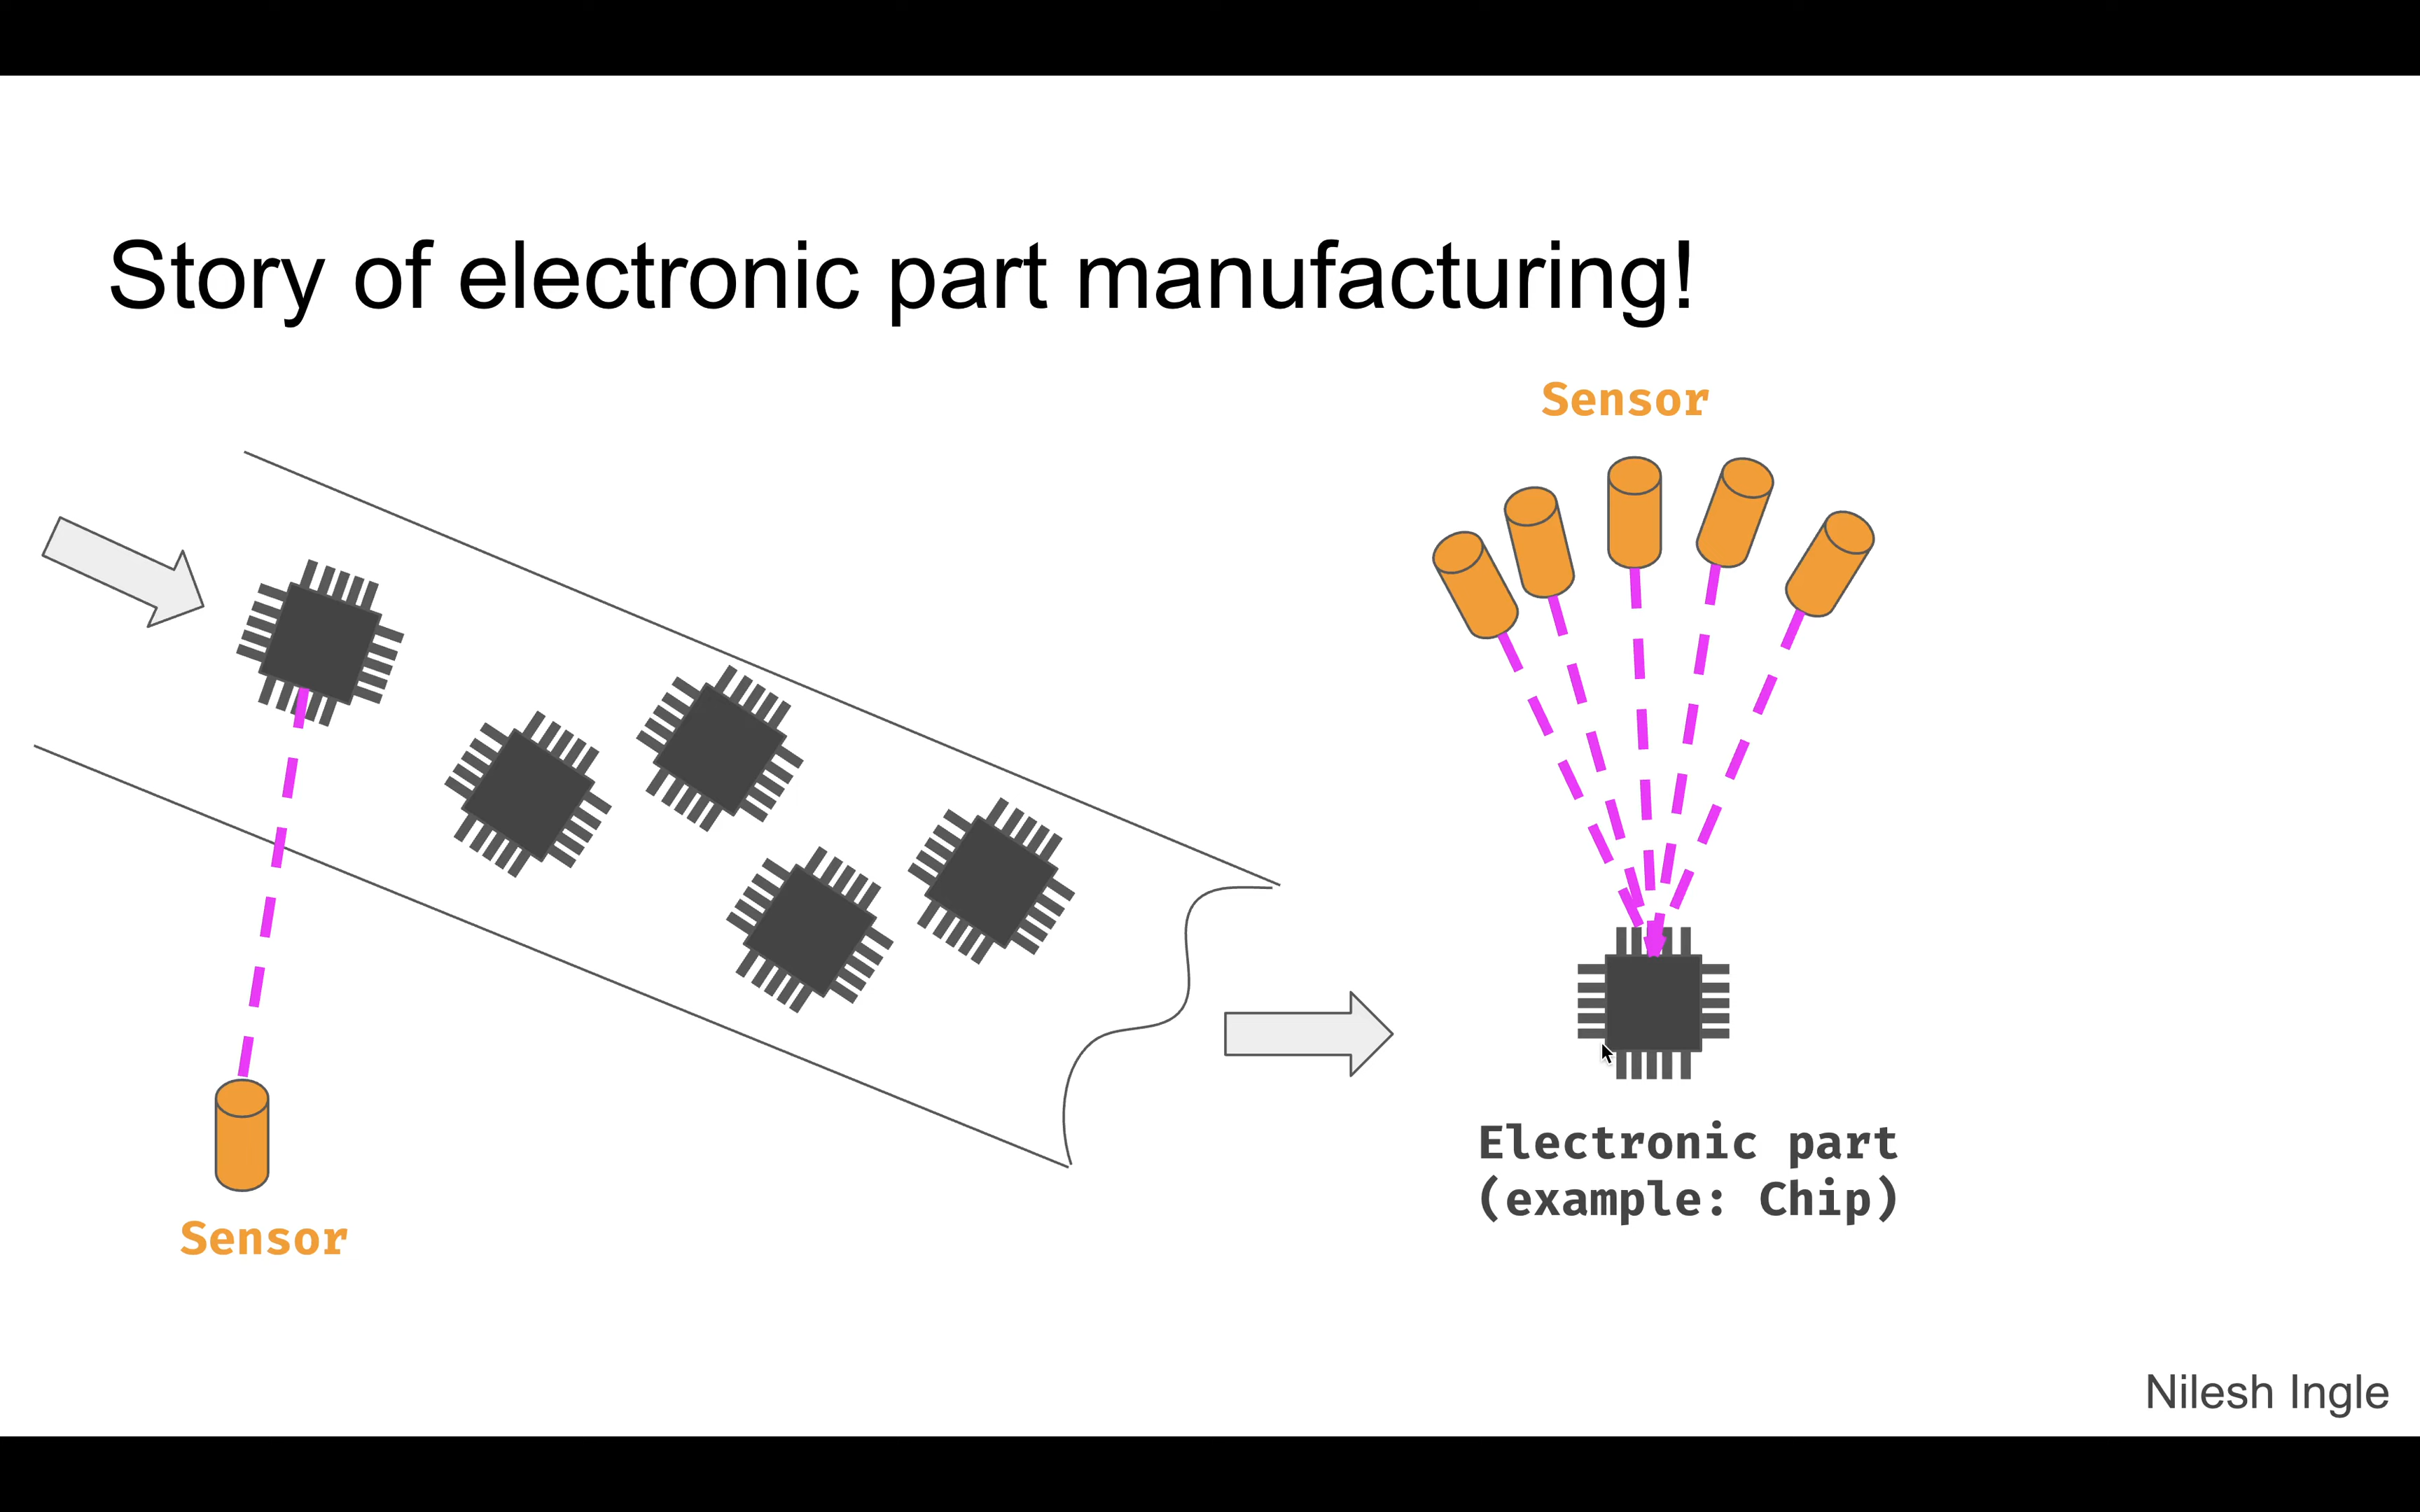 Story of electronic part manufacturing!
Sensor
Sensor
Electronic part
(example: Chip)
Nilesh Ingle